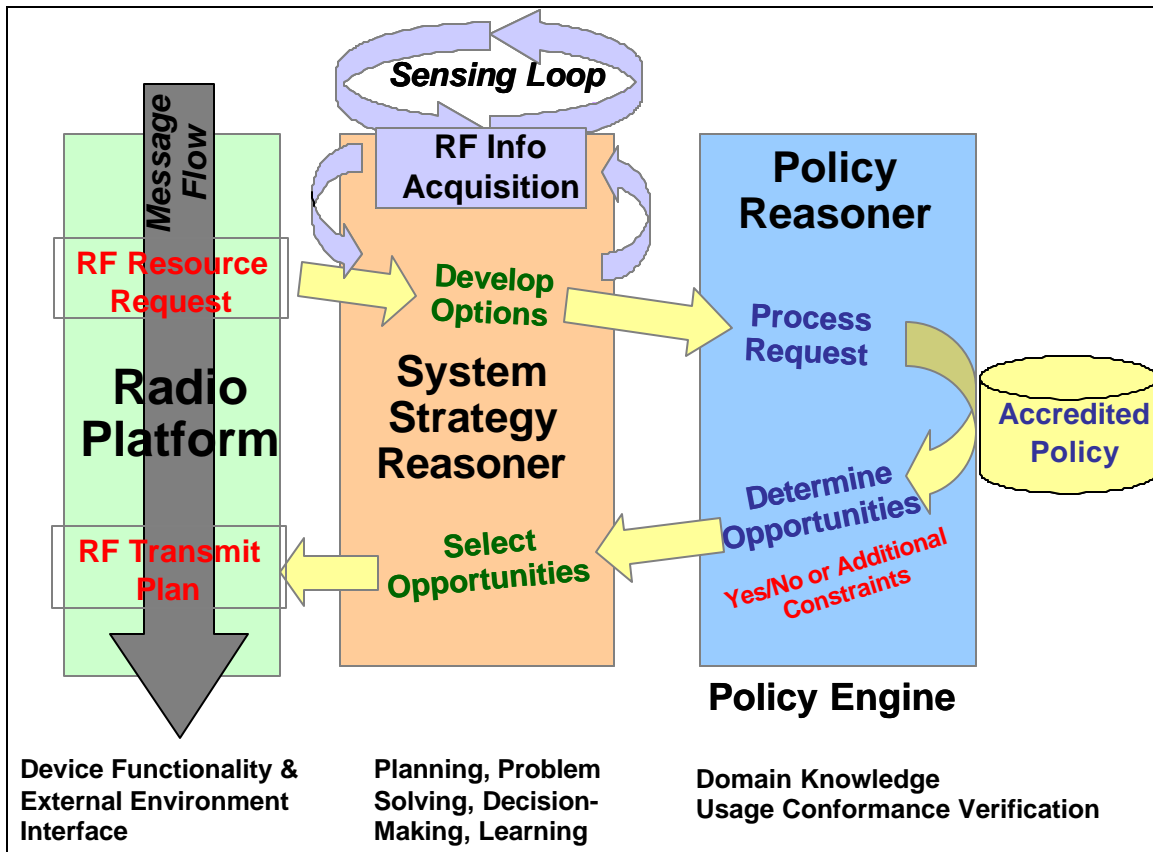 Sensing Loop
Message
Flow
RF Info
Acquisition
Policy
Reasoner
RF Resource
Request
Develop
Options
Process
Request
Radio
Platform
System
Strategy
Reasoner
Accredited
Policy
Determine
Opportunities
Yes/No or Additional
Constraints
Select
Opportunities
RF Transmit
Plan
Policy Engine
Device Functionality &
External Environment
Interface
Planning, Problem
Solving, Decision-
Making, Learning
Domain Knowledge
Usage Conformance Verification